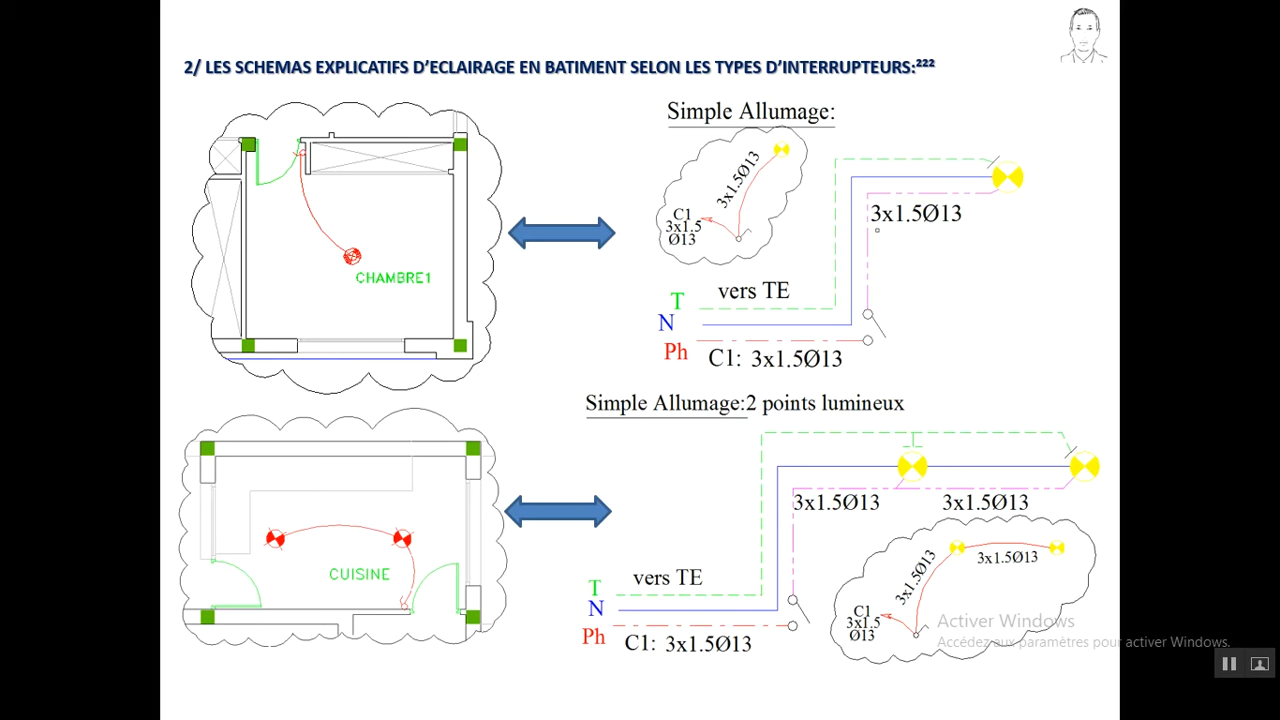 2/ LES SCHEMAS EXPLICATIFS D’ECLAIRAGE EN BATIMENT SELON LES TYPES D’INTERRUPTEURS:²²²
CHAMBRE1
Simple Allumage:
3x1.5Ø13
C1
3x1.5
Ø13
3x1.5Ø13
vers TE
T
N
Ph
C1: 3x1.5Ø13
Simple Allumage:2 points lumineux
CUISINE
3x1.5Ø13
3x1.5Ø13
vers TE
T
N
Ph
C1: 3x1.5Ø13
3x1.5Ø13
3x1.5Ø13
C1
3x1.5
Ø13
Activer Windows
Accédez aux paramètres pour activer Windows.